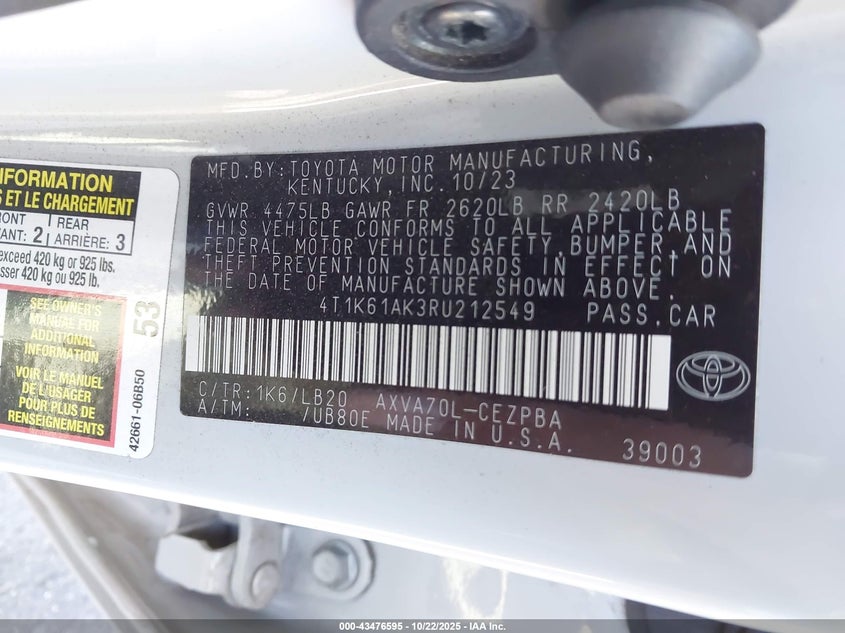 INFORMATION
S ET LE CHARGEMENT
FRONT
REAR
ANT: 2
ARRIÈRE: 3
exceed 420 kg or 925 lbs.
sser 420 kg ou 925 lb.
SEE OWNER'S
MANUAL FOR
ADDITIONAL
INFORMATION
VOIR LE MANUEL
DE L'USAGER
POUR PLUS DE
RENSEIGNEMENTS
53
42661-06B50
MFD.BY:TOYOTA MOTOR MANUFACTURING,
KENTUCKY, INC. 10/23
GVWR 4475LB GAWR FR 2620LB RR 2420LB
THIS VEHICLE CONFORMS TO ALL APPLICABLE
FEDERAL MOTOR VEHICLE SAFETY, BUMPER, AND
THEFT PREVENTION STANDARDS IN EFFECT ON
THE DATE OF MANUFACTURE SHOWN ABOVE.
4T1K61AK3RU212549 PASS.CAR
C/TR:1K6/LB20 AXVA70L-CEZPBA
A/TM: /UB80E MADE IN U.S.A.
39003
000-43476595 - 10/22/2025 - IAA Inc.